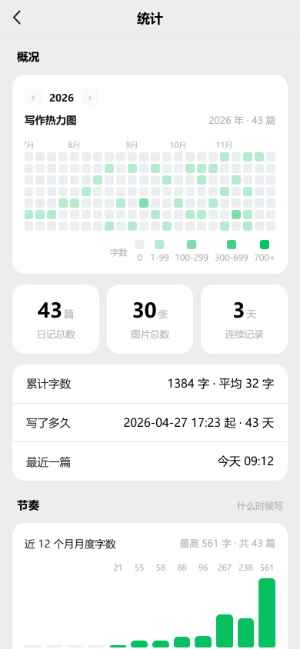 统计
概况
‹ 2026 ›
写作热力图 2026 年 · 43 篇
月 8月 9月 10月 11月
字数 0 1-99 100-299 300-699 700+
43篇 30张 3天
日记总数 图片总数 连续记录
累计字数 1384 字 · 平均 32 字
写了多久 2026-04-27 17:23 起 · 43 天
最近一篇 今天 09:12
节奏 什么时候写
近 12 个月月度字数 最高 561 字 · 共 43 篇
21 55 58 88 96 267 238 561